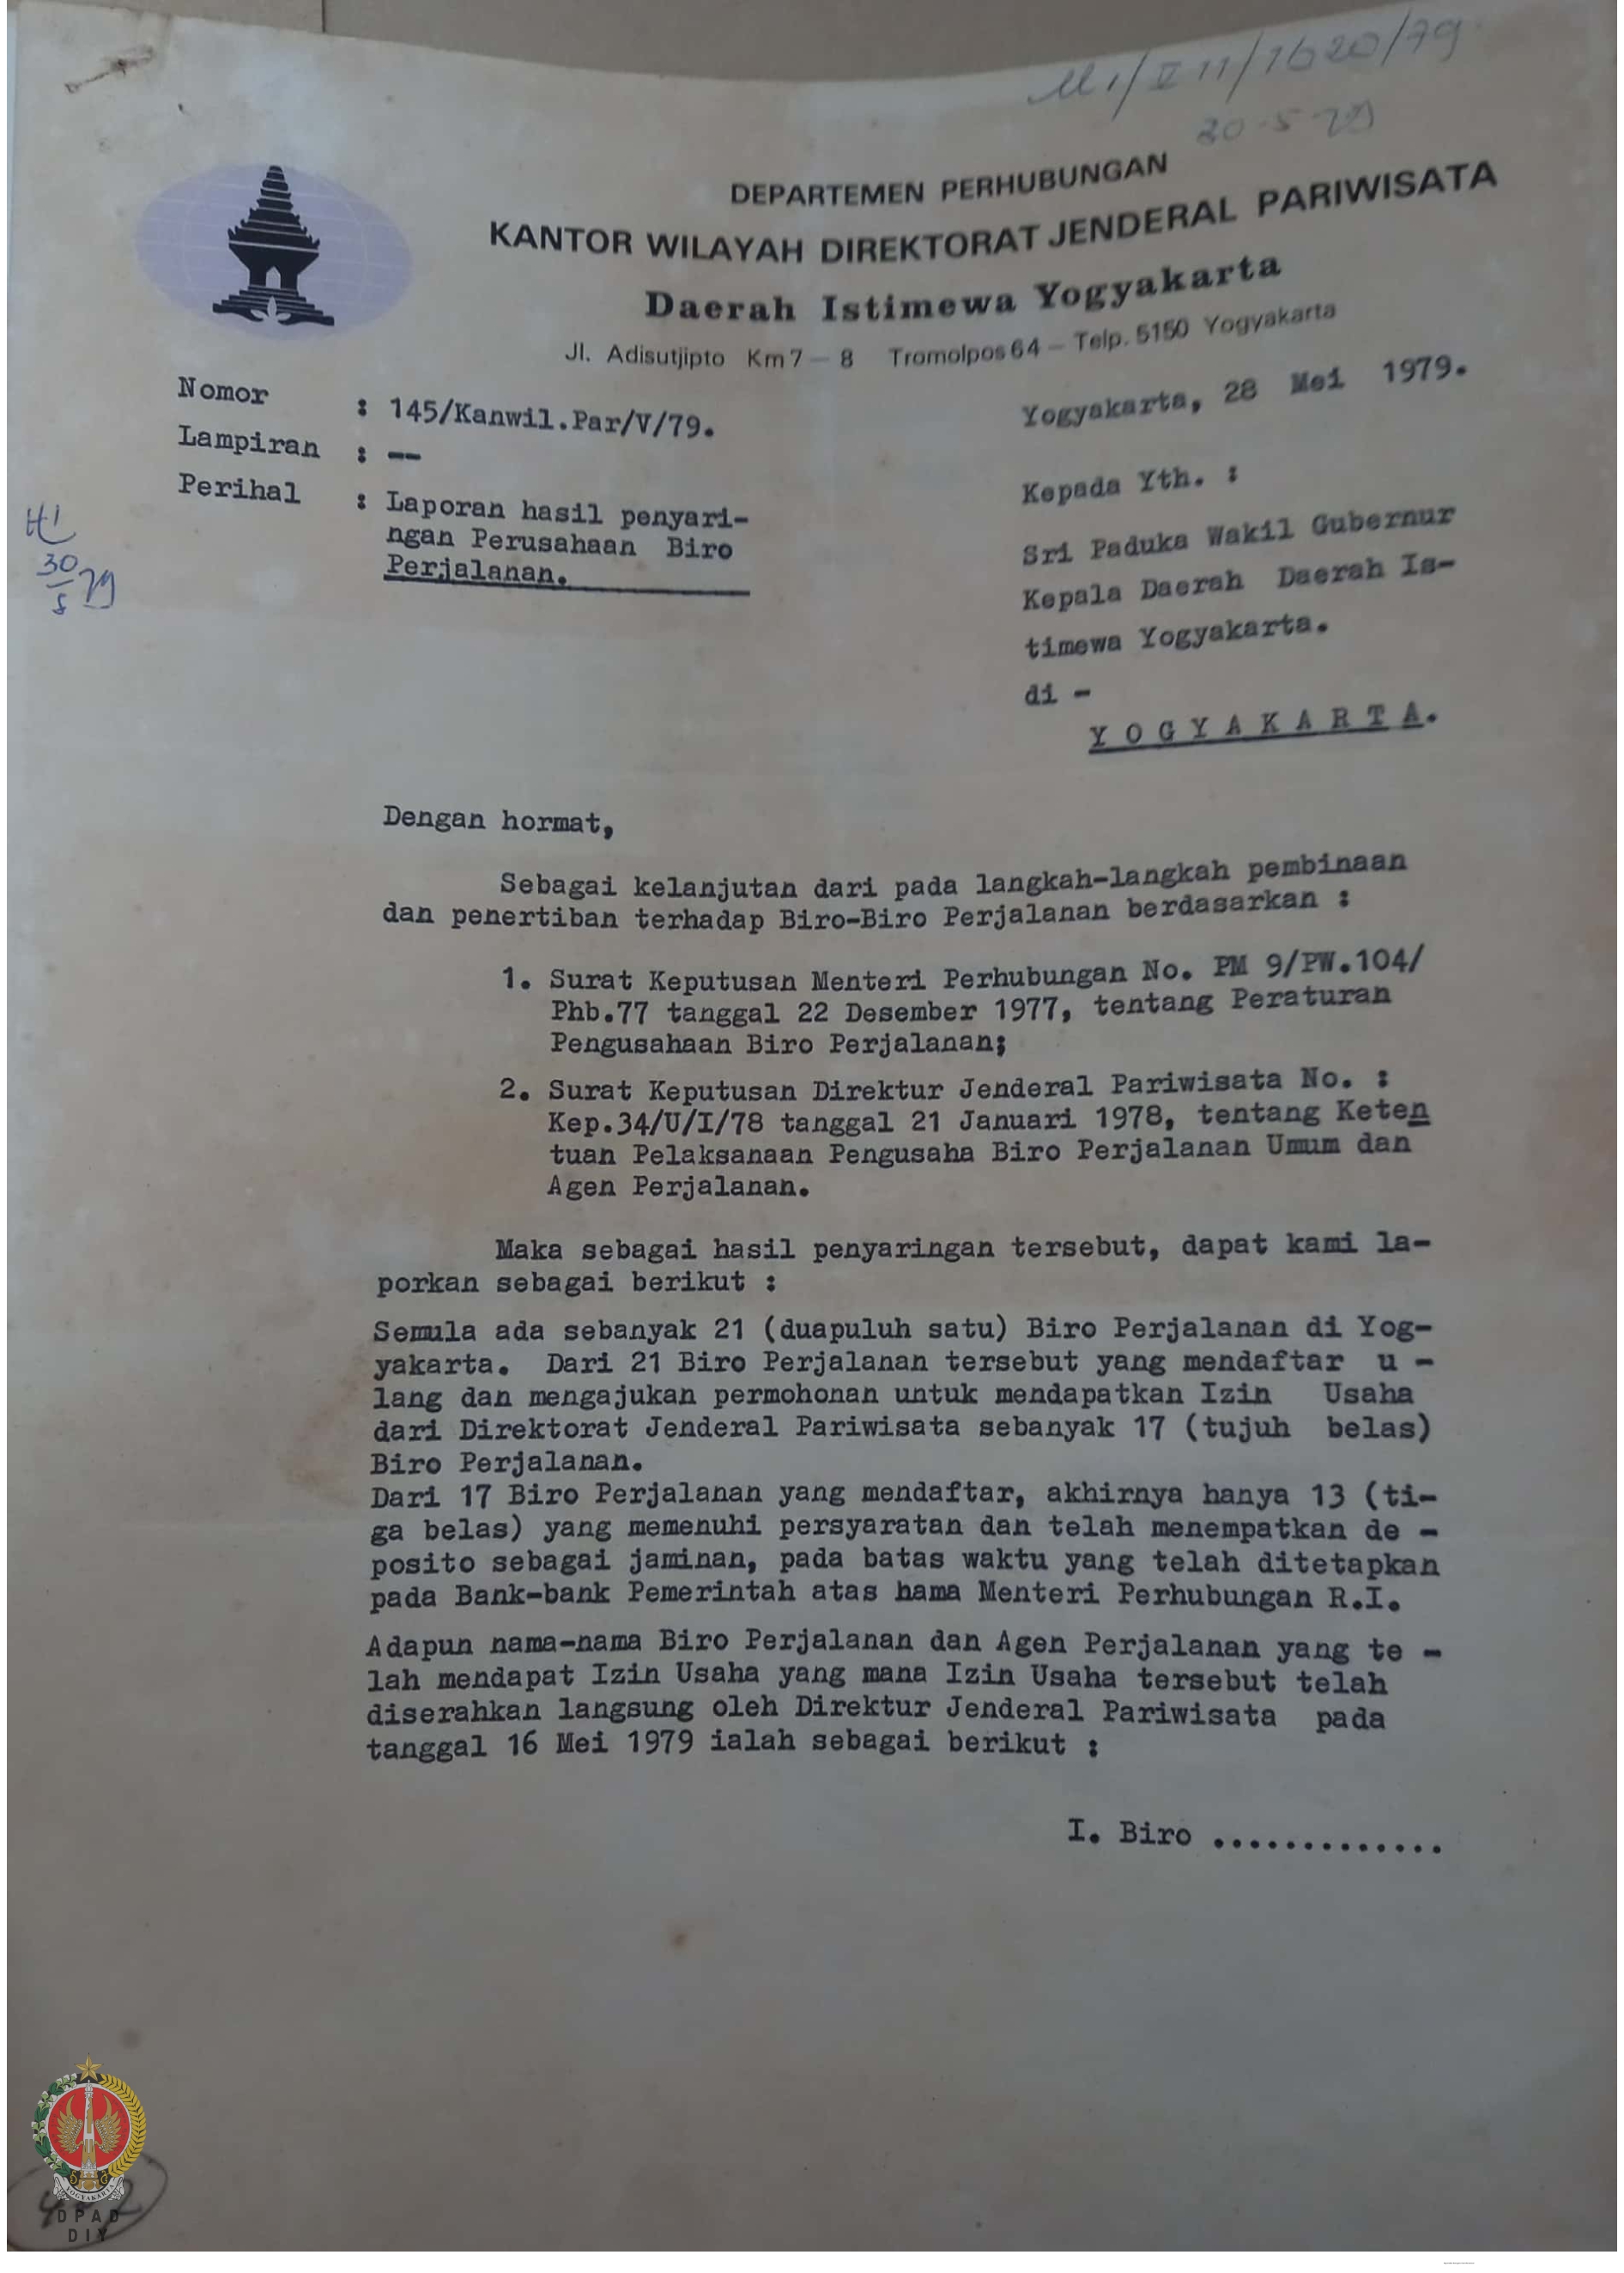 30-5-79
DEPARTEMEN PERHUBUNGAN
KANTOR WILAYAH DIREKTORAT JENDERAL PARIWISATA
Daerah Istimewa Yogyakarta
Jl. Adisutjipto Km 7 – 8 Tromolpos 64 – Telp. 5150 Yogyakarta
Nomor : 145/Kanwil.Par/V/79.
Yogyakarta, 28 Mei 1979.
Lampiran : --
Perihal : Laporan hasil penyari-
ngan Perusahaan Biro
Perjalanan.
30
5 79
Kepada Yth. :
Sri Paduka Wakil Gubernur
Kepala Daerah Daerah Is-
timewa Yogyakarta.
di -
Y O G Y A K A R T A.
Dengan hormat,
Sebagai kelanjutan dari pada langkah-langkah pembinaan
dan penertiban terhadap Biro-Biro Perjalanan berdasarkan :
1. Surat Keputusan Menteri Perhubungan No. PM 9/PW.104/
Phb.77 tanggal 22 Desember 1977, tentang Peraturan
Pengusahaan Biro Perjalanan;
2. Surat Keputusan Direktur Jenderal Pariwisata No. :
Kep.34/U/I/78 tanggal 21 Januari 1978, tentang Keten
tuan Pelaksanaan Pengusaha Biro Perjalanan Umum dan
Agen Perjalanan.
Maka sebagai hasil penyaringan tersebut, dapat kami la-
porkan sebagai berikut :
Semula ada sebanyak 21 (duapuluh satu) Biro Perjalanan di Yog-
yakarta. Dari 21 Biro Perjalanan tersebut yang mendaftar u -
lang dan mengajukan permohonan untuk mendapatkan Izin Usaha
dari Direktorat Jenderal Pariwisata sebanyak 17 (tujuh belas)
Biro Perjalanan.
Dari 17 Biro Perjalanan yang mendaftar, akhirnya hanya 13 (ti-
ga belas) yang memenuhi persyaratan dan telah menempatkan de -
posito sebagai jaminan, pada batas waktu yang telah ditetapkan
pada Bank-bank Pemerintah atas hama Menteri Perhubungan R.I.
Adapun nama-nama Biro Perjalanan dan Agen Perjalanan yang te -
lah mendapat Izin Usaha yang mana Izin Usaha tersebut telah
diserahkan langsung oleh Direktur Jenderal Pariwisata pada
tanggal 16 Mei 1979 ialah sebagai berikut :
I. Biro .............
YOGYAKARTA
DPAD
DIY